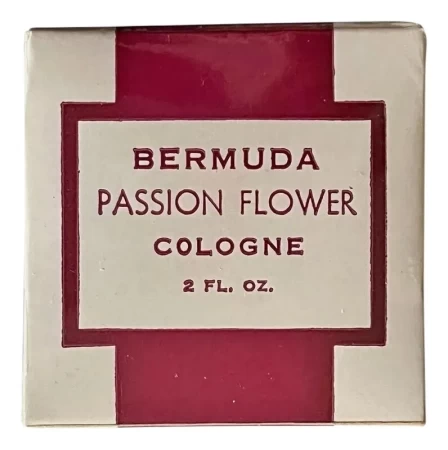 BERMUDA
PASSION FLOWER
COLOGNE
2 FL. OZ.